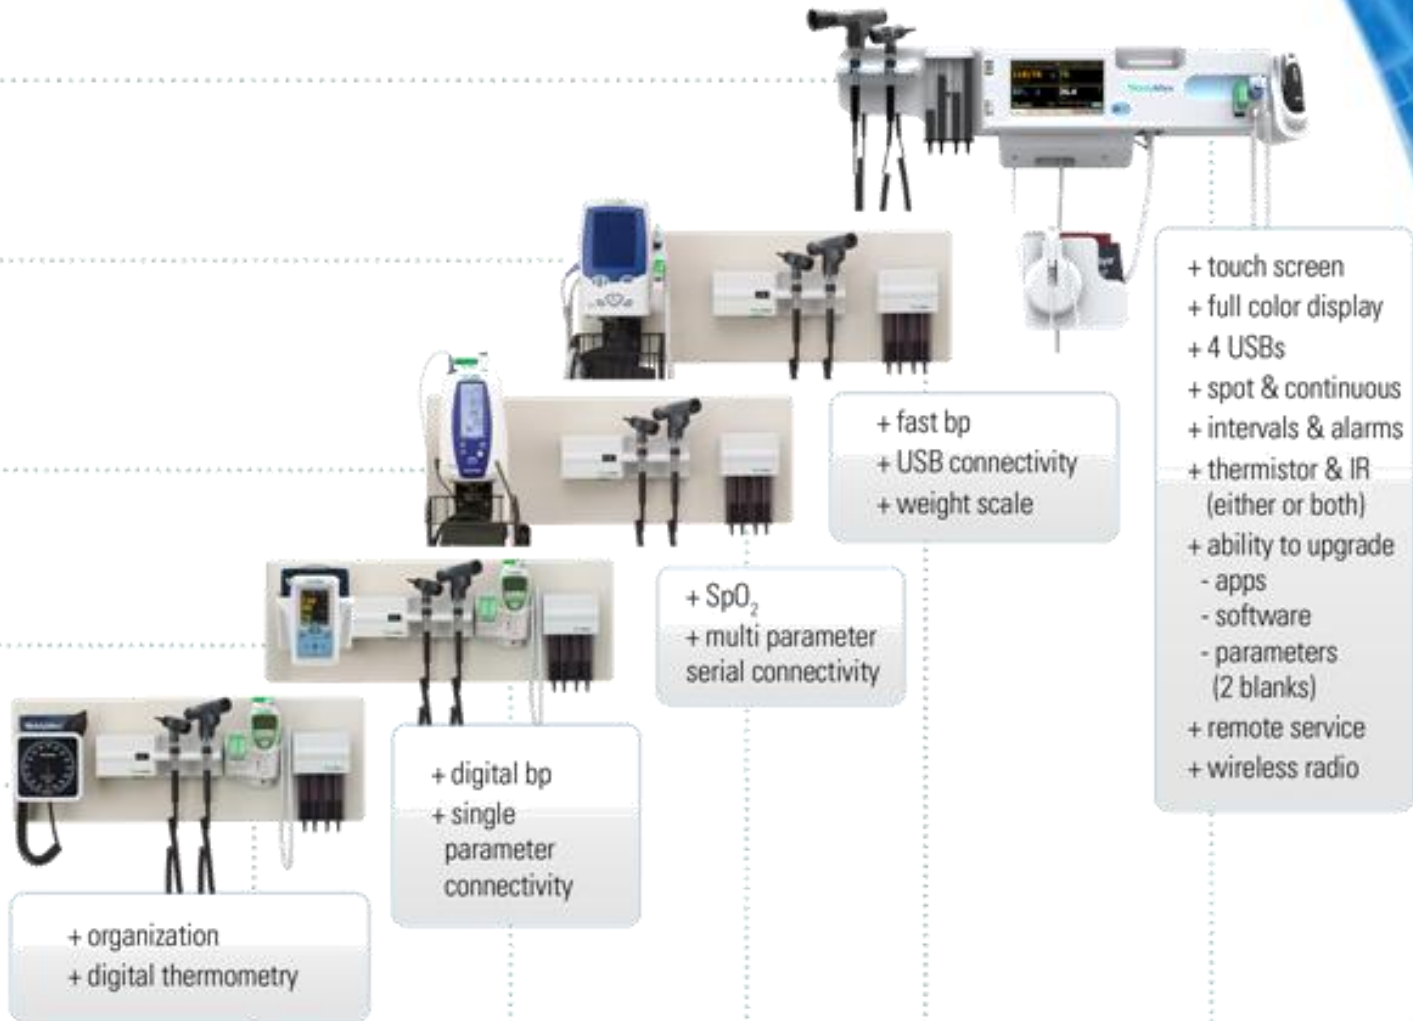 + touch screen
+ full color display
+ 4 USBs
+ spot & continuous
+ intervals & alarms
+ thermistor & IR
(either or both)
+ ability to upgrade
- apps
- software
- parameters
(2 blanks)
+ remote service
+ wireless radio
+ fast bp
+ USB connectivity
+ weight scale
+ SpO₂
+ multi parameter
serial connectivity
+ digital bp
+ single
parameter
connectivity
+ organization
+ digital thermometry